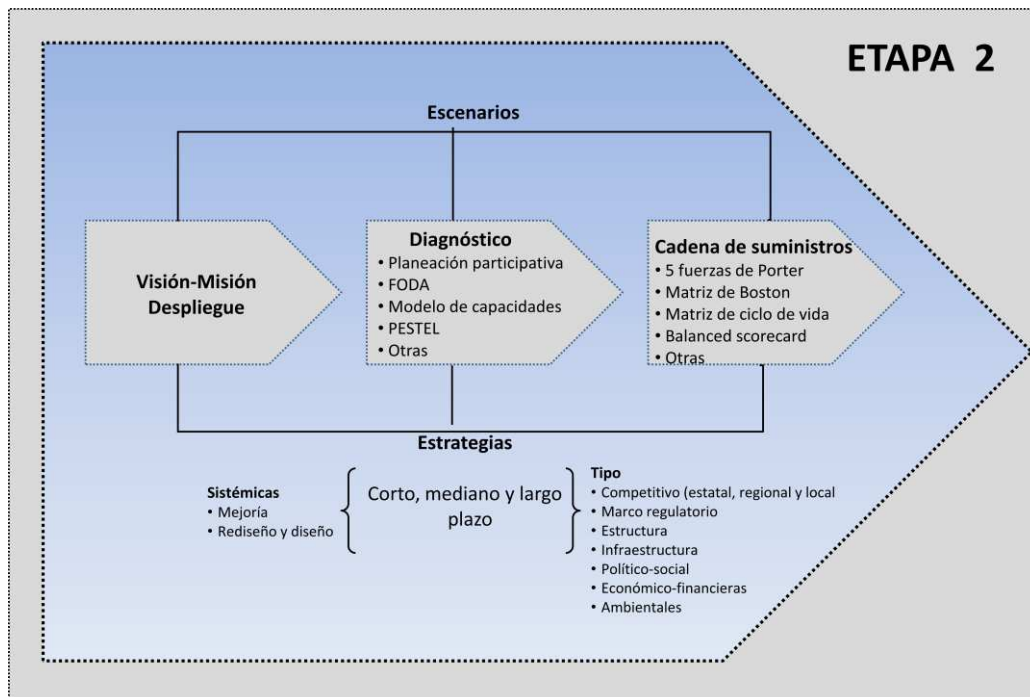 ETAPA 2
Escenarios
Visión-Misión
Despliegue
Diagnóstico
• Planeación participativa
• FODA
• Modelo de capacidades
• PESTEL
• Otras
Cadena de suministros
• 5 fuerzas de Porter
• Matriz de Boston
• Matriz de ciclo de vida
• Balanced scorecard
• Otras
Estrategias
Sistémicas
• Mejoría
• Rediseño y diseño
Corto, mediano y largo
plazo
Tipo
• Competitivo (estatal, regional y local
• Marco regulatorio
• Estructura
• Infraestructura
• Político-social
• Económico-financieras
• Ambientales